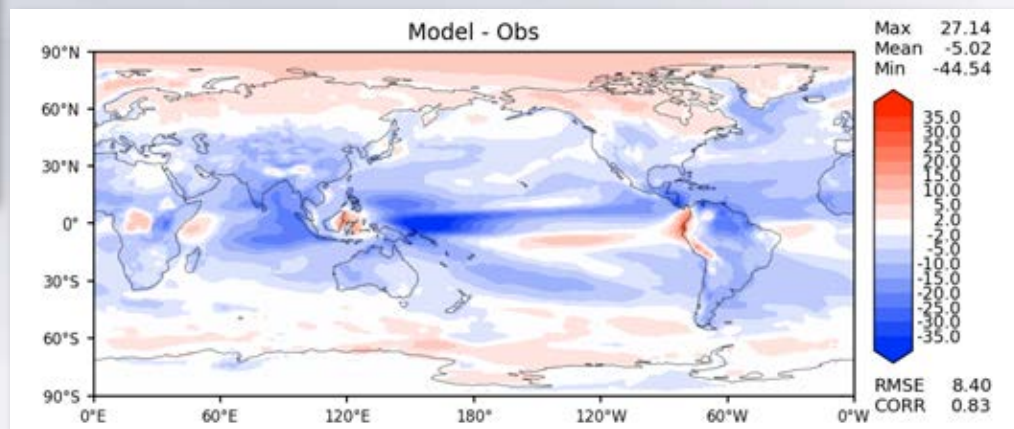 Model - Obs
Max 27.14
Mean -5.02
Min -44.54
90°N
60°N
30°N
0°
30°S
60°S
90°S
0°E 60°E 120°E 180° 120°W 60°W 0°W
35.0
30.0
25.0
20.0
15.0
10.0
5.0
2.0
-2.0
-5.0
-10.0
-15.0
-20.0
-25.0
-30.0
-35.0
RMSE 8.40
CORR 0.83